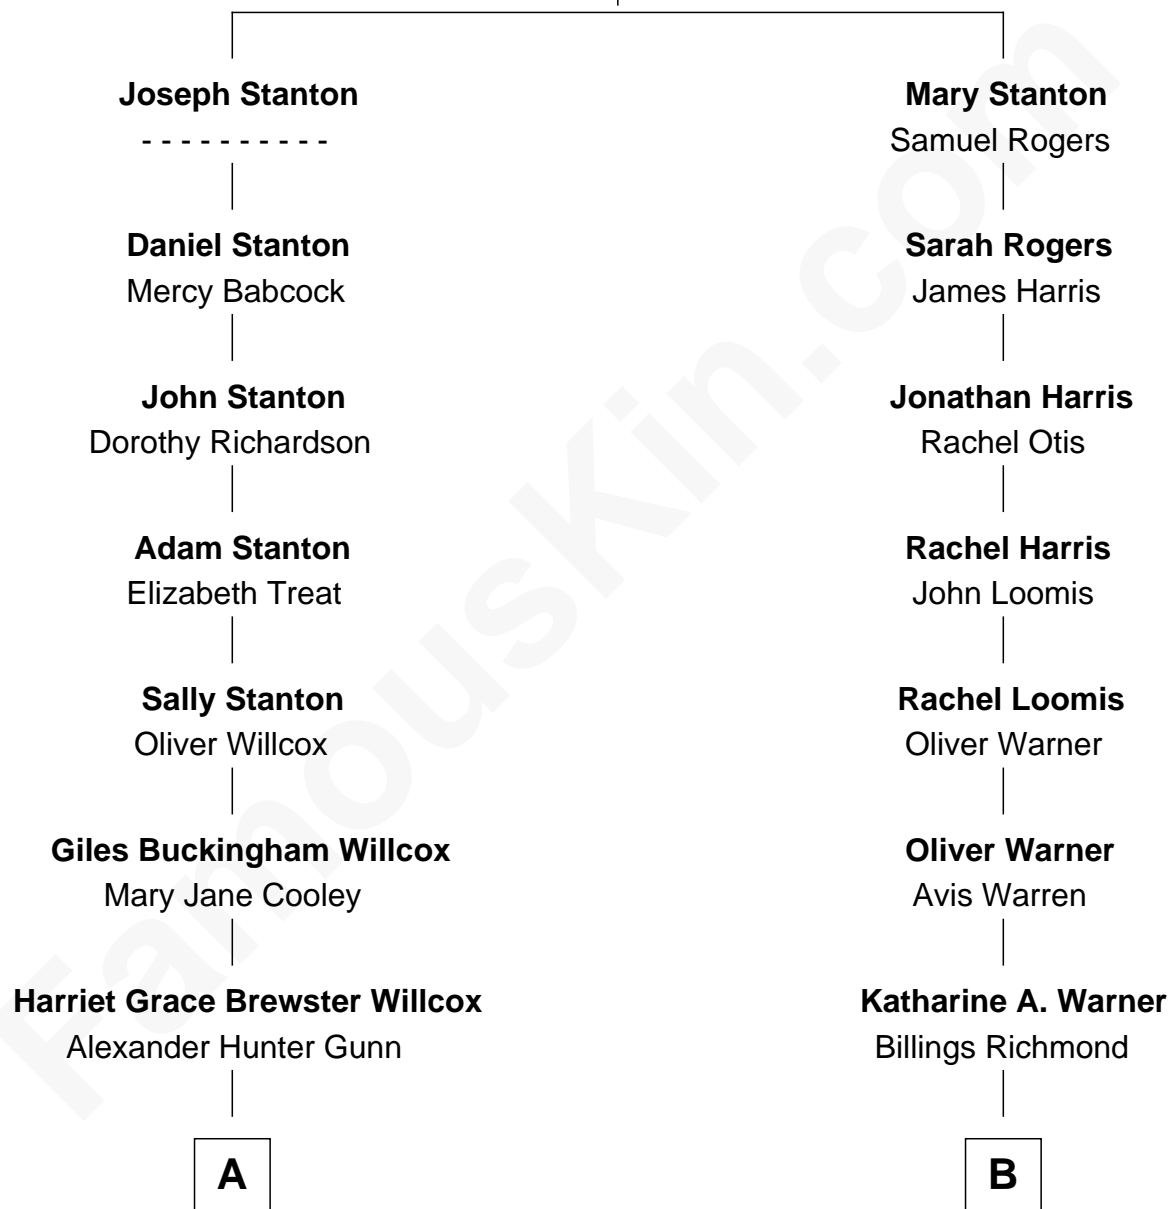 Joseph Stanton
- - - - - - - - - -
Mary Stanton
Samuel Rogers
Daniel Stanton
Mercy Babcock
Sarah Rogers
James Harris
John Stanton
Dorothy Richardson
Jonathan Harris
Rachel Otis
Adam Stanton
Elizabeth Treat
Rachel Harris
John Loomis
Sally Stanton
Oliver Willcox
Rachel Loomis
Oliver Warner
Giles Buckingham Willcox
Mary Jane Cooley
Oliver Warner
Avis Warren
Harriet Grace Brewster Willcox
Alexander Hunter Gunn
Katharine A. Warner
Billings Richmond
A
B
FamousKin.com